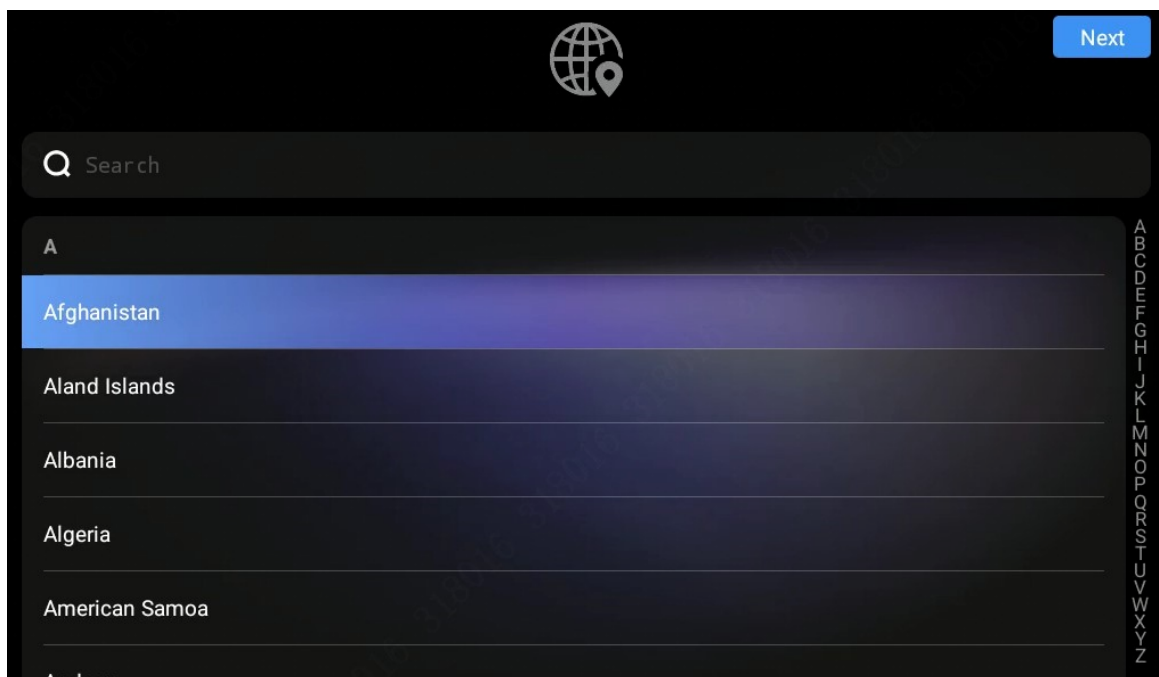 Next
Search
A
Afghanistan
Aland Islands
Albania
Algeria
American Samoa
A
B
C
D
E
F
G
H
I
J
K
L
M
N
O
P
Q
R
S
T
U
V
W
X
Y
Z